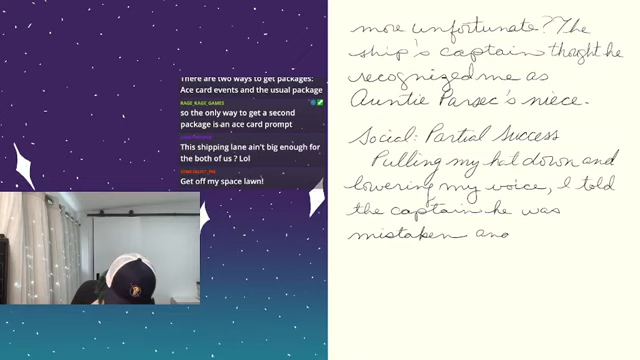 There are two ways to get packages:
Ace card events and the usual package
RAGE_KAGE_GAMES
so the only way to get a second
package is an ace card prompt
This shipping lane ain't big enough for
the both of us ? Lol
Get off my space lawn!
more unfortunate? The
ship's captain thought he
recognized me as
Auntie Parsec's niece.
Social: Partial Success
Pulling my hat down and
lowering my voice, I told
the captain he was
mistaken and